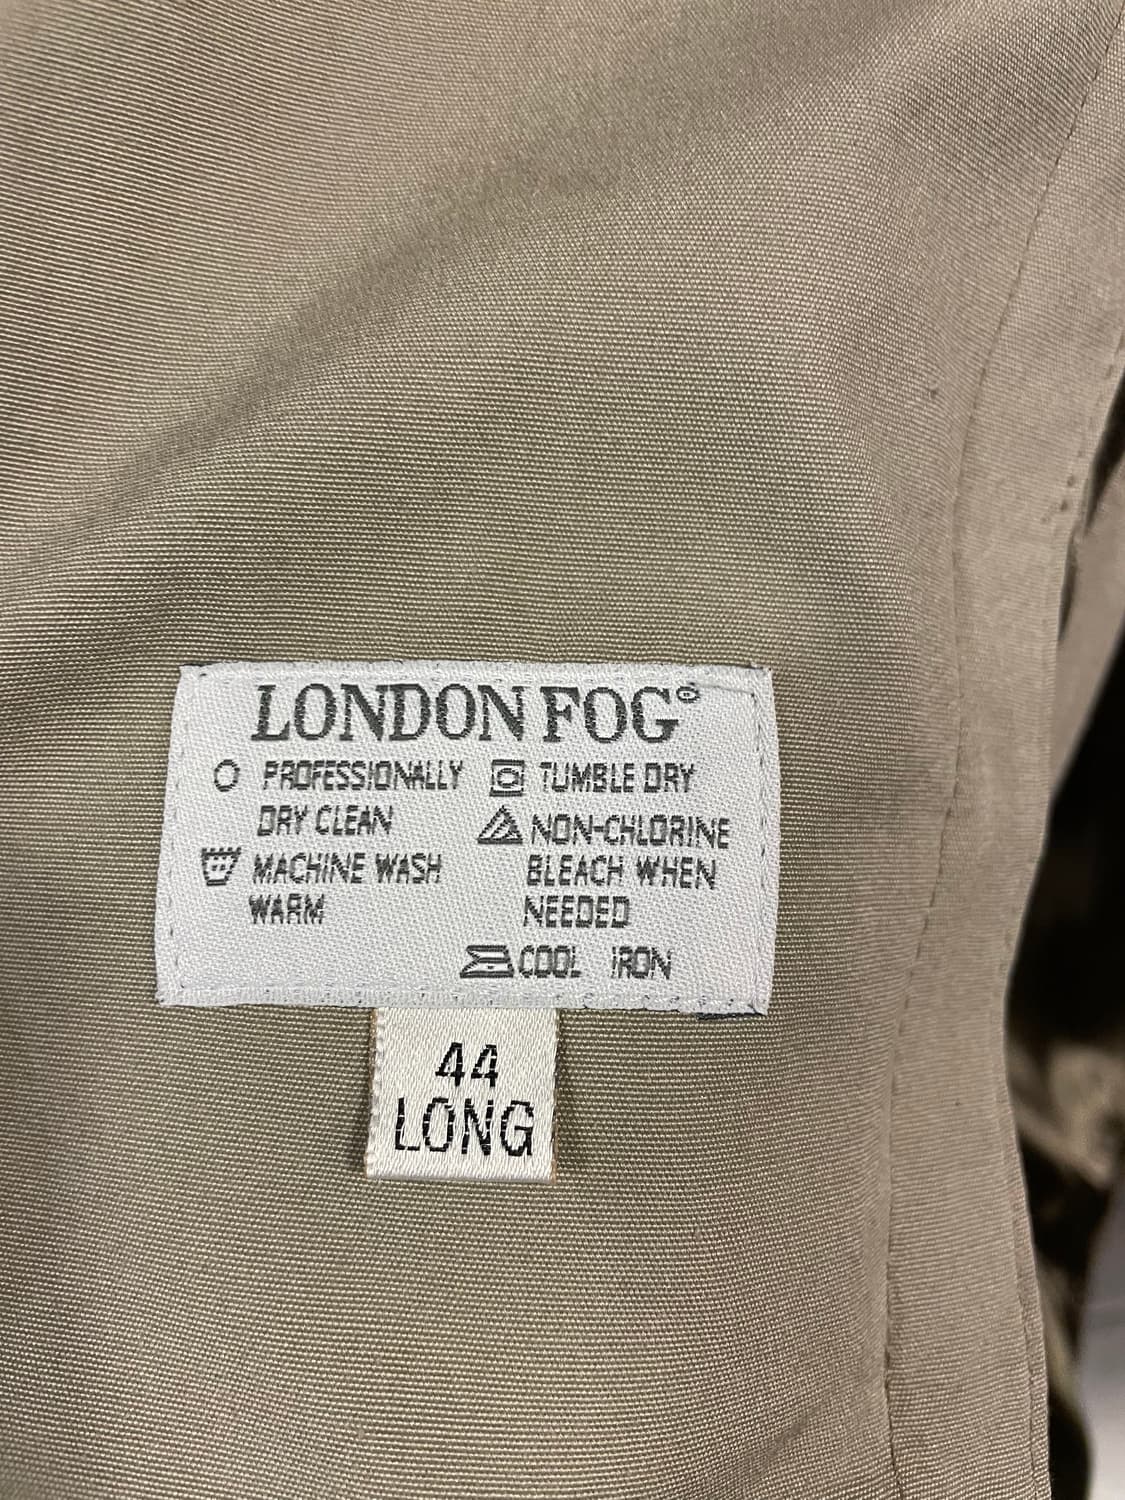 LONDON FOG®
PROFESSIONALLY
DRY CLEAN
MACHINE WASH
WARM
TUMBLE DRY
NON-CHLORINE
BLEACH WHEN
NEEDED
COOL IRON
44
LONG